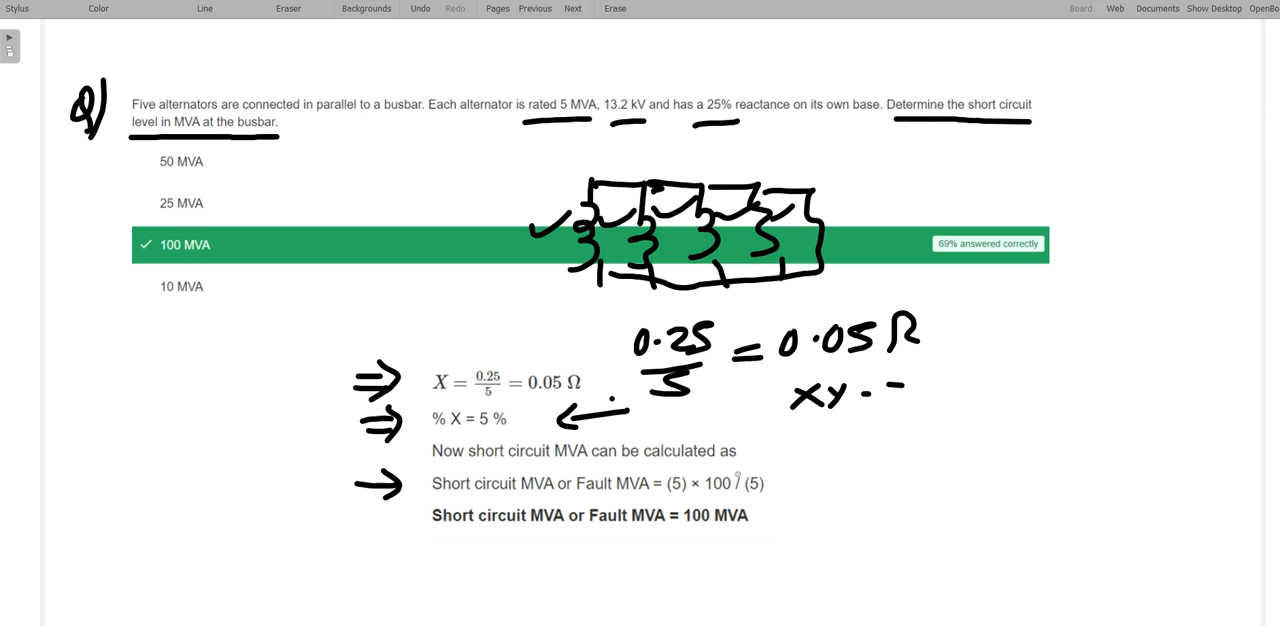 Stylus Color Line Eraser Backgrounds Undo Redo Pages Previous Next Erase Board Web Documents Show Desktop OpenBo
Q) Five alternators are connected in parallel to a busbar. Each alternator is rated 5 MVA, 13.2 kV and has a 25% reactance on its own base. Determine the short circuit
level in MVA at the busbar.
50 MVA
25 MVA
✓ 100 MVA 69% answered correctly
10 MVA
0.25/5 = 0.05 Ω
⇒ X = 0.25/5 = 0.05 Ω
⇒ % X = 5 % ←
Now short circuit MVA can be calculated as
→ Short circuit MVA or Fault MVA = (5) × 100 / (5)
Short circuit MVA or Fault MVA = 100 MVA